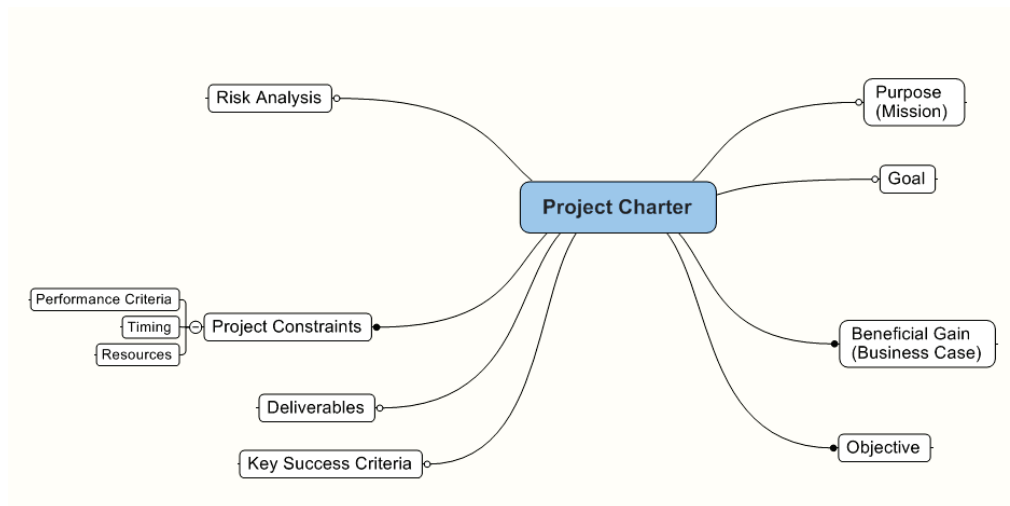 Risk Analysis
Purpose
(Mission)
Goal
Project Charter
Performance Criteria
Timing
Resources
Project Constraints
Beneficial Gain
(Business Case)
Deliverables
Objective
Key Success Criteria